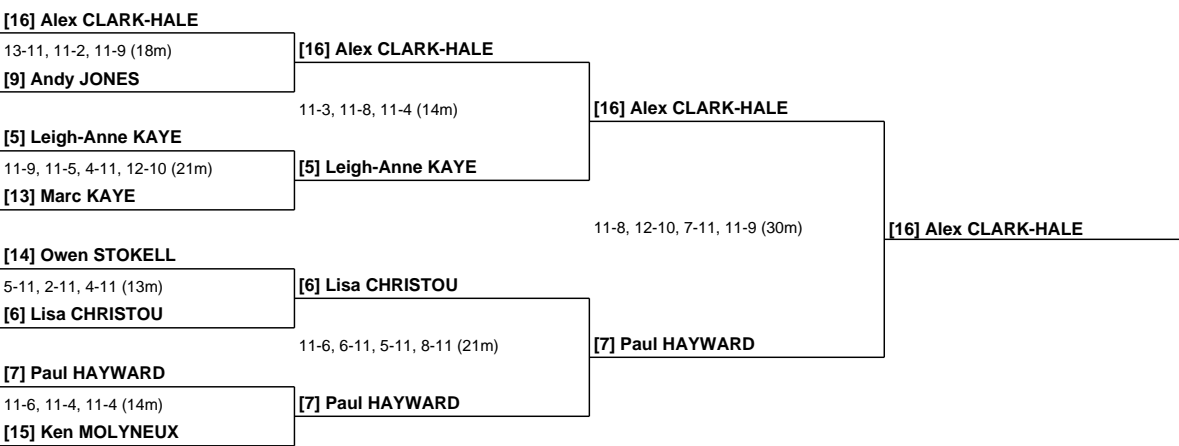 [16] Alex CLARK-HALE
13-11, 11-2, 11-9 (18m)
[9] Andy JONES
[5] Leigh-Anne KAYE
11-9, 11-5, 4-11, 12-10 (21m)
[13] Marc KAYE
[14] Owen STOKELL
5-11, 2-11, 4-11 (13m)
[6] Lisa CHRISTOU
[7] Paul HAYWARD
11-6, 11-4, 11-4 (14m)
[15] Ken MOLYNEUX
[16] Alex CLARK-HALE
11-3, 11-8, 11-4 (14m)
[5] Leigh-Anne KAYE
[6] Lisa CHRISTOU
11-6, 6-11, 5-11, 8-11 (21m)
[7] Paul HAYWARD
[16] Alex CLARK-HALE
11-8, 12-10, 7-11, 11-9 (30m)
[7] Paul HAYWARD
[16] Alex CLARK-HALE